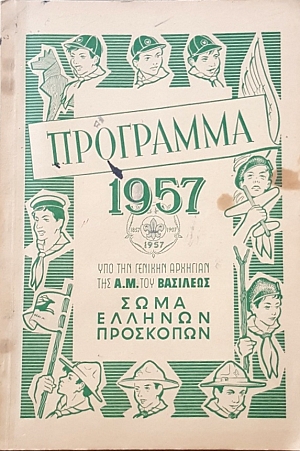 ΠΡΟΓΡΑΜΜΑ
1957
1857 1907
1957
ΥΠΟ ΤΗΝ ΓΕΝΙΚΗΝ ΑΡΧΗΓΙΑΝ
ΤΗΣ Α.Μ. ΤΟΥ ΒΑΣΙΛΕΩΣ
ΣΩΜΑ
ΕΛΛΗΝΩΝ
ΠΡΟΣΚΟΠΩΝ